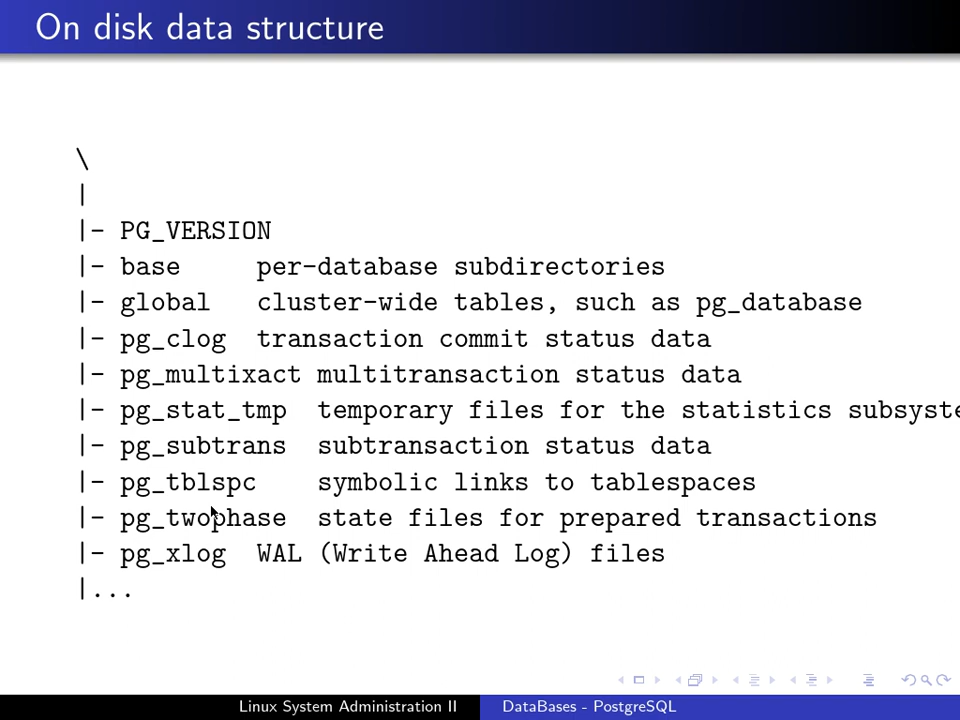 On disk data structure
\
|
|- PG_VERSION
|- base per-database subdirectories
|- global cluster-wide tables, such as pg_database
|- pg_clog transaction commit status data
|- pg_multixact multitransaction status data
|- pg_stat_tmp temporary files for the statistics subsyste
|- pg_subtrans subtransaction status data
|- pg_tblspc symbolic links to tablespaces
|- pg_twophase state files for prepared transactions
|- pg_xlog WAL (Write Ahead Log) files
|...
Linux System Administration II DataBases - PostgreSQL